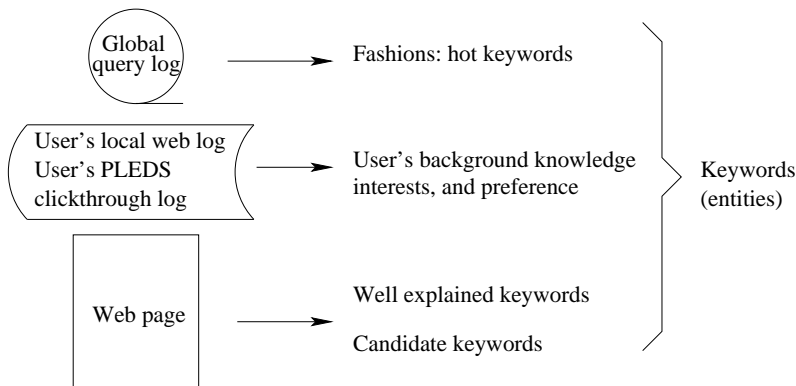 Global
query log
Fashions: hot keywords
User's local web log
User's PLEDS
clickthrough log
User's background knowledge
interests, and preference
Keywords
(entities)
Web page
Well explained keywords
Candidate keywords